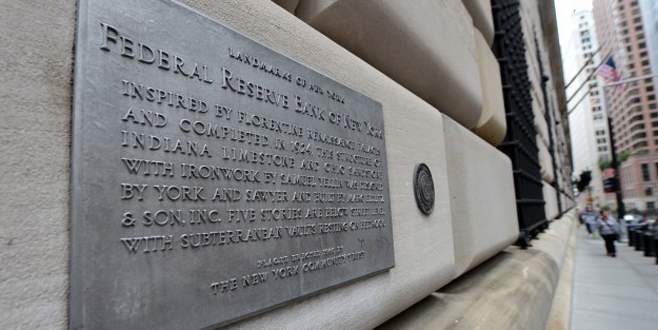 LANDMARKS OF NEW YORK
FEDERAL RESERVE BANK OF NEW YORK
INSPIRED BY FLORENTINE RENAISSANCE PALACES
AND COMPLETED IN 1924, THIS STRUCTURE OF
INDIANA LIMESTONE AND OHIO SANDSTONE
WITH IRONWORK BY SAMUEL YELLIN WAS DESIGNED
BY YORK AND SAWYER AND BUILT BY MARC EIDLITZ
& SON, INC. FIVE STORIES ARE BELOW STREET LEVEL
WITH SUBTERRANEAN VAULTS RESTING ON BEDROCK.
PLAQUE BY
THE NEW YORK COMMUNITY TRUST